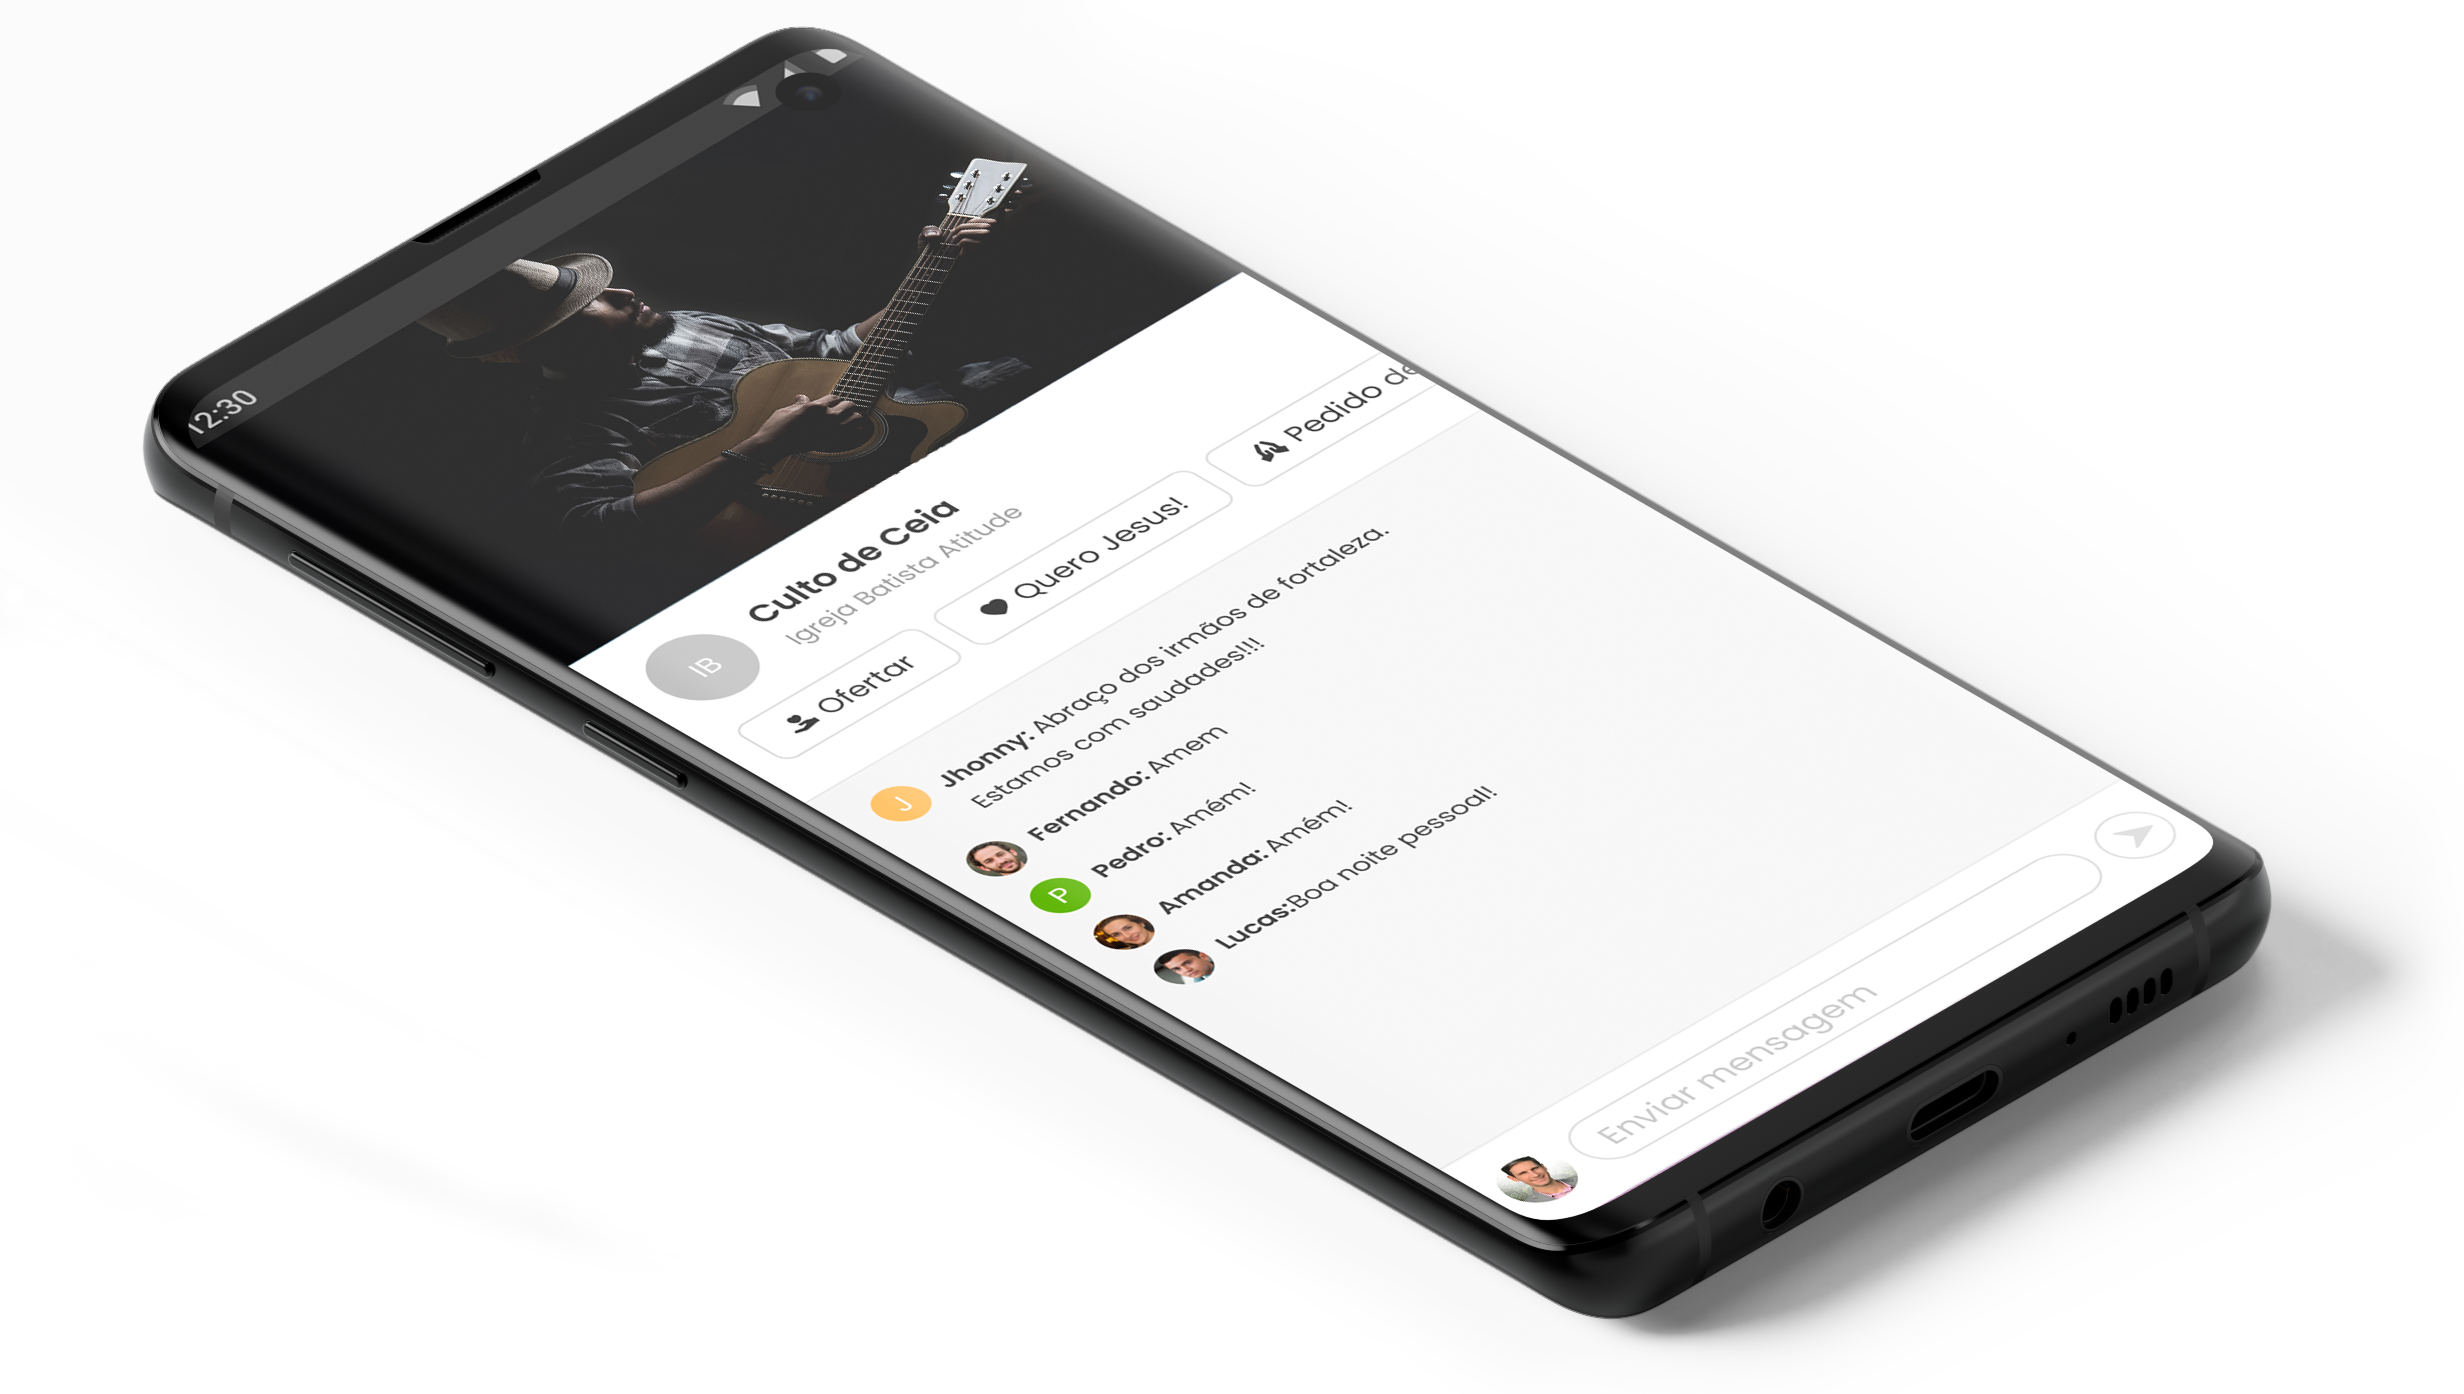 12:30
Culto de Ceia
Igreja Batista Atitude
IB
Ofertar
Quero Jesus!
Pedido de
J
Jhonny: Abraço dos irmãos de fortaleza.
Estamos com saudades!!!!
Fernando: Amem
P
Pedro: Amém!
Amanda: Amém!
Lucas:Boa noite pessoal!
Enviar mensagem